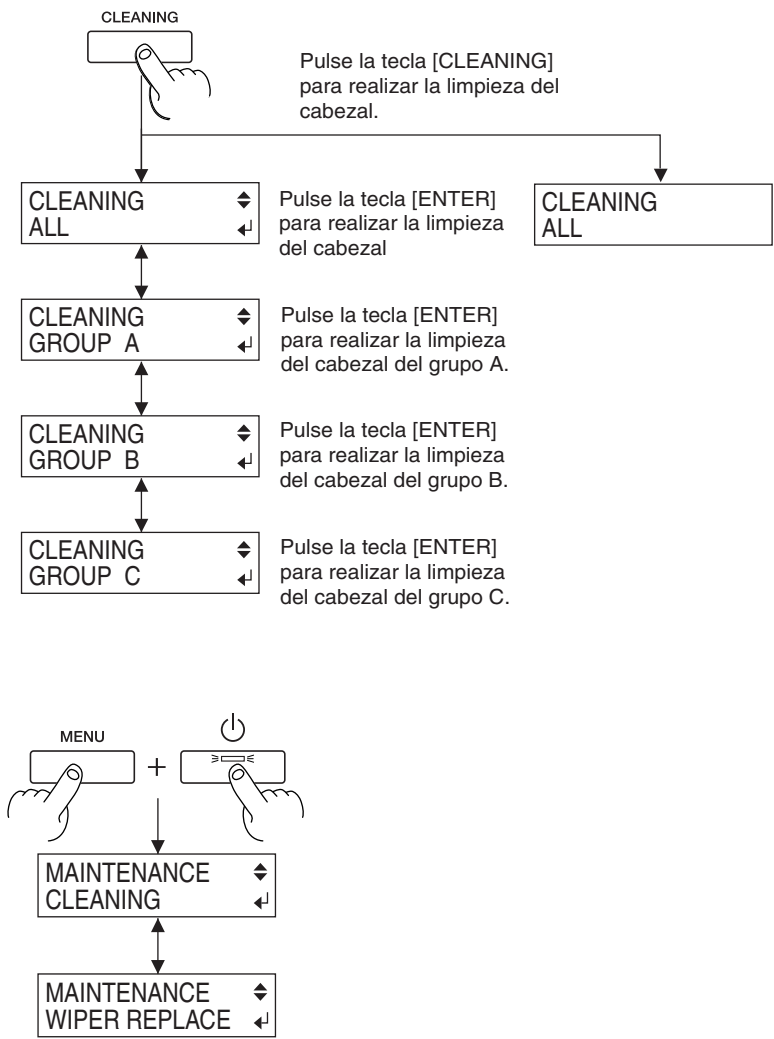 CLEANING
Pulse la tecla [CLEANING]
para realizar la limpieza del
cabezal.
CLEANING
ALL
Pulse la tecla [ENTER]
para realizar la limpieza
del cabezal
CLEANING
ALL
CLEANING
GROUP A
Pulse la tecla [ENTER]
para realizar la limpieza
del cabezal del grupo A.
CLEANING
GROUP B
Pulse la tecla [ENTER]
para realizar la limpieza
del cabezal del grupo B.
CLEANING
GROUP C
Pulse la tecla [ENTER]
para realizar la limpieza
del cabezal del grupo C.
MENU
+
MAINTENANCE
CLEANING
MAINTENANCE
WIPER REPLACE